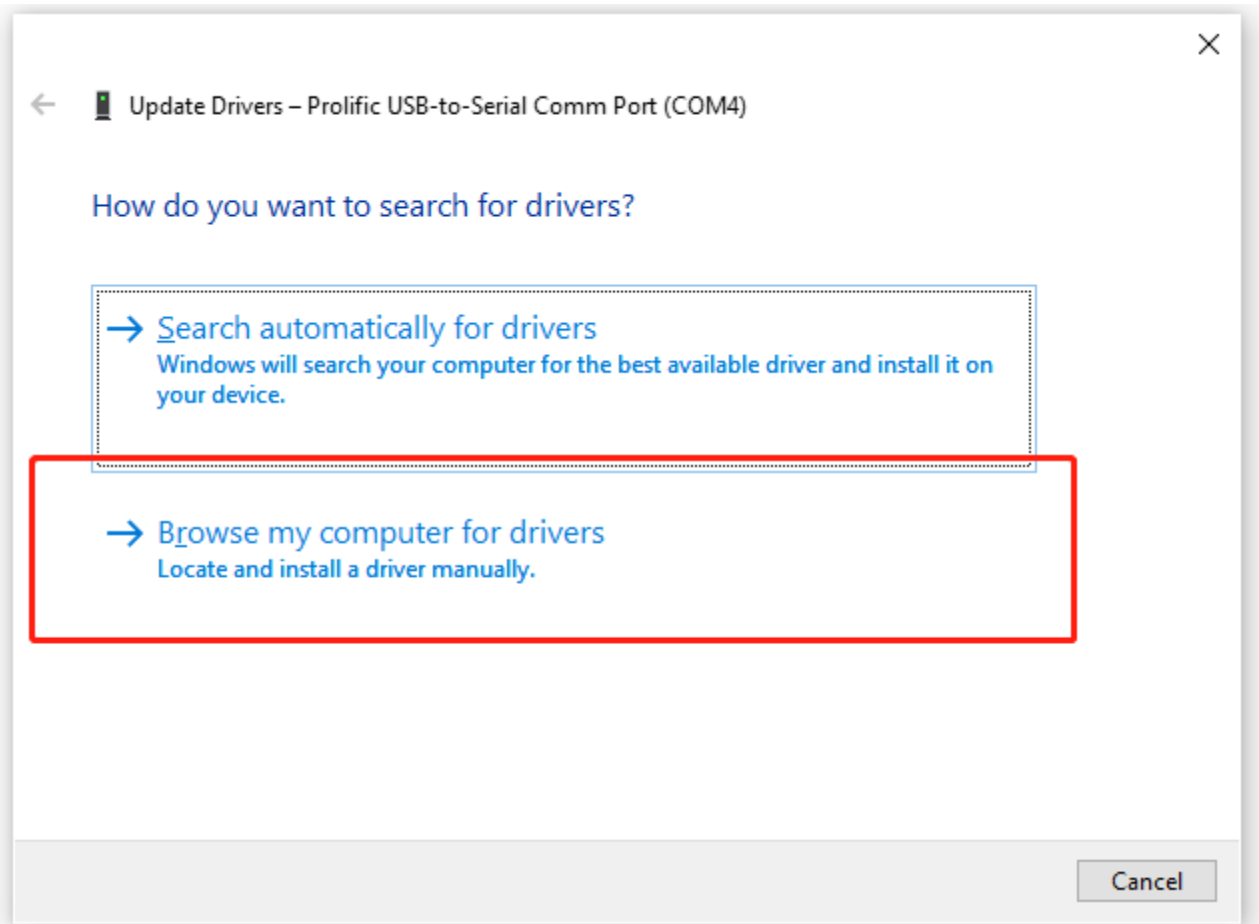 Update Drivers – Prolific USB-to-Serial Comm Port (COM4)
How do you want to search for drivers?
Search automatically for drivers
Windows will search your computer for the best available driver and install it on
your device.
Browse my computer for drivers
Locate and install a driver manually.
Cancel